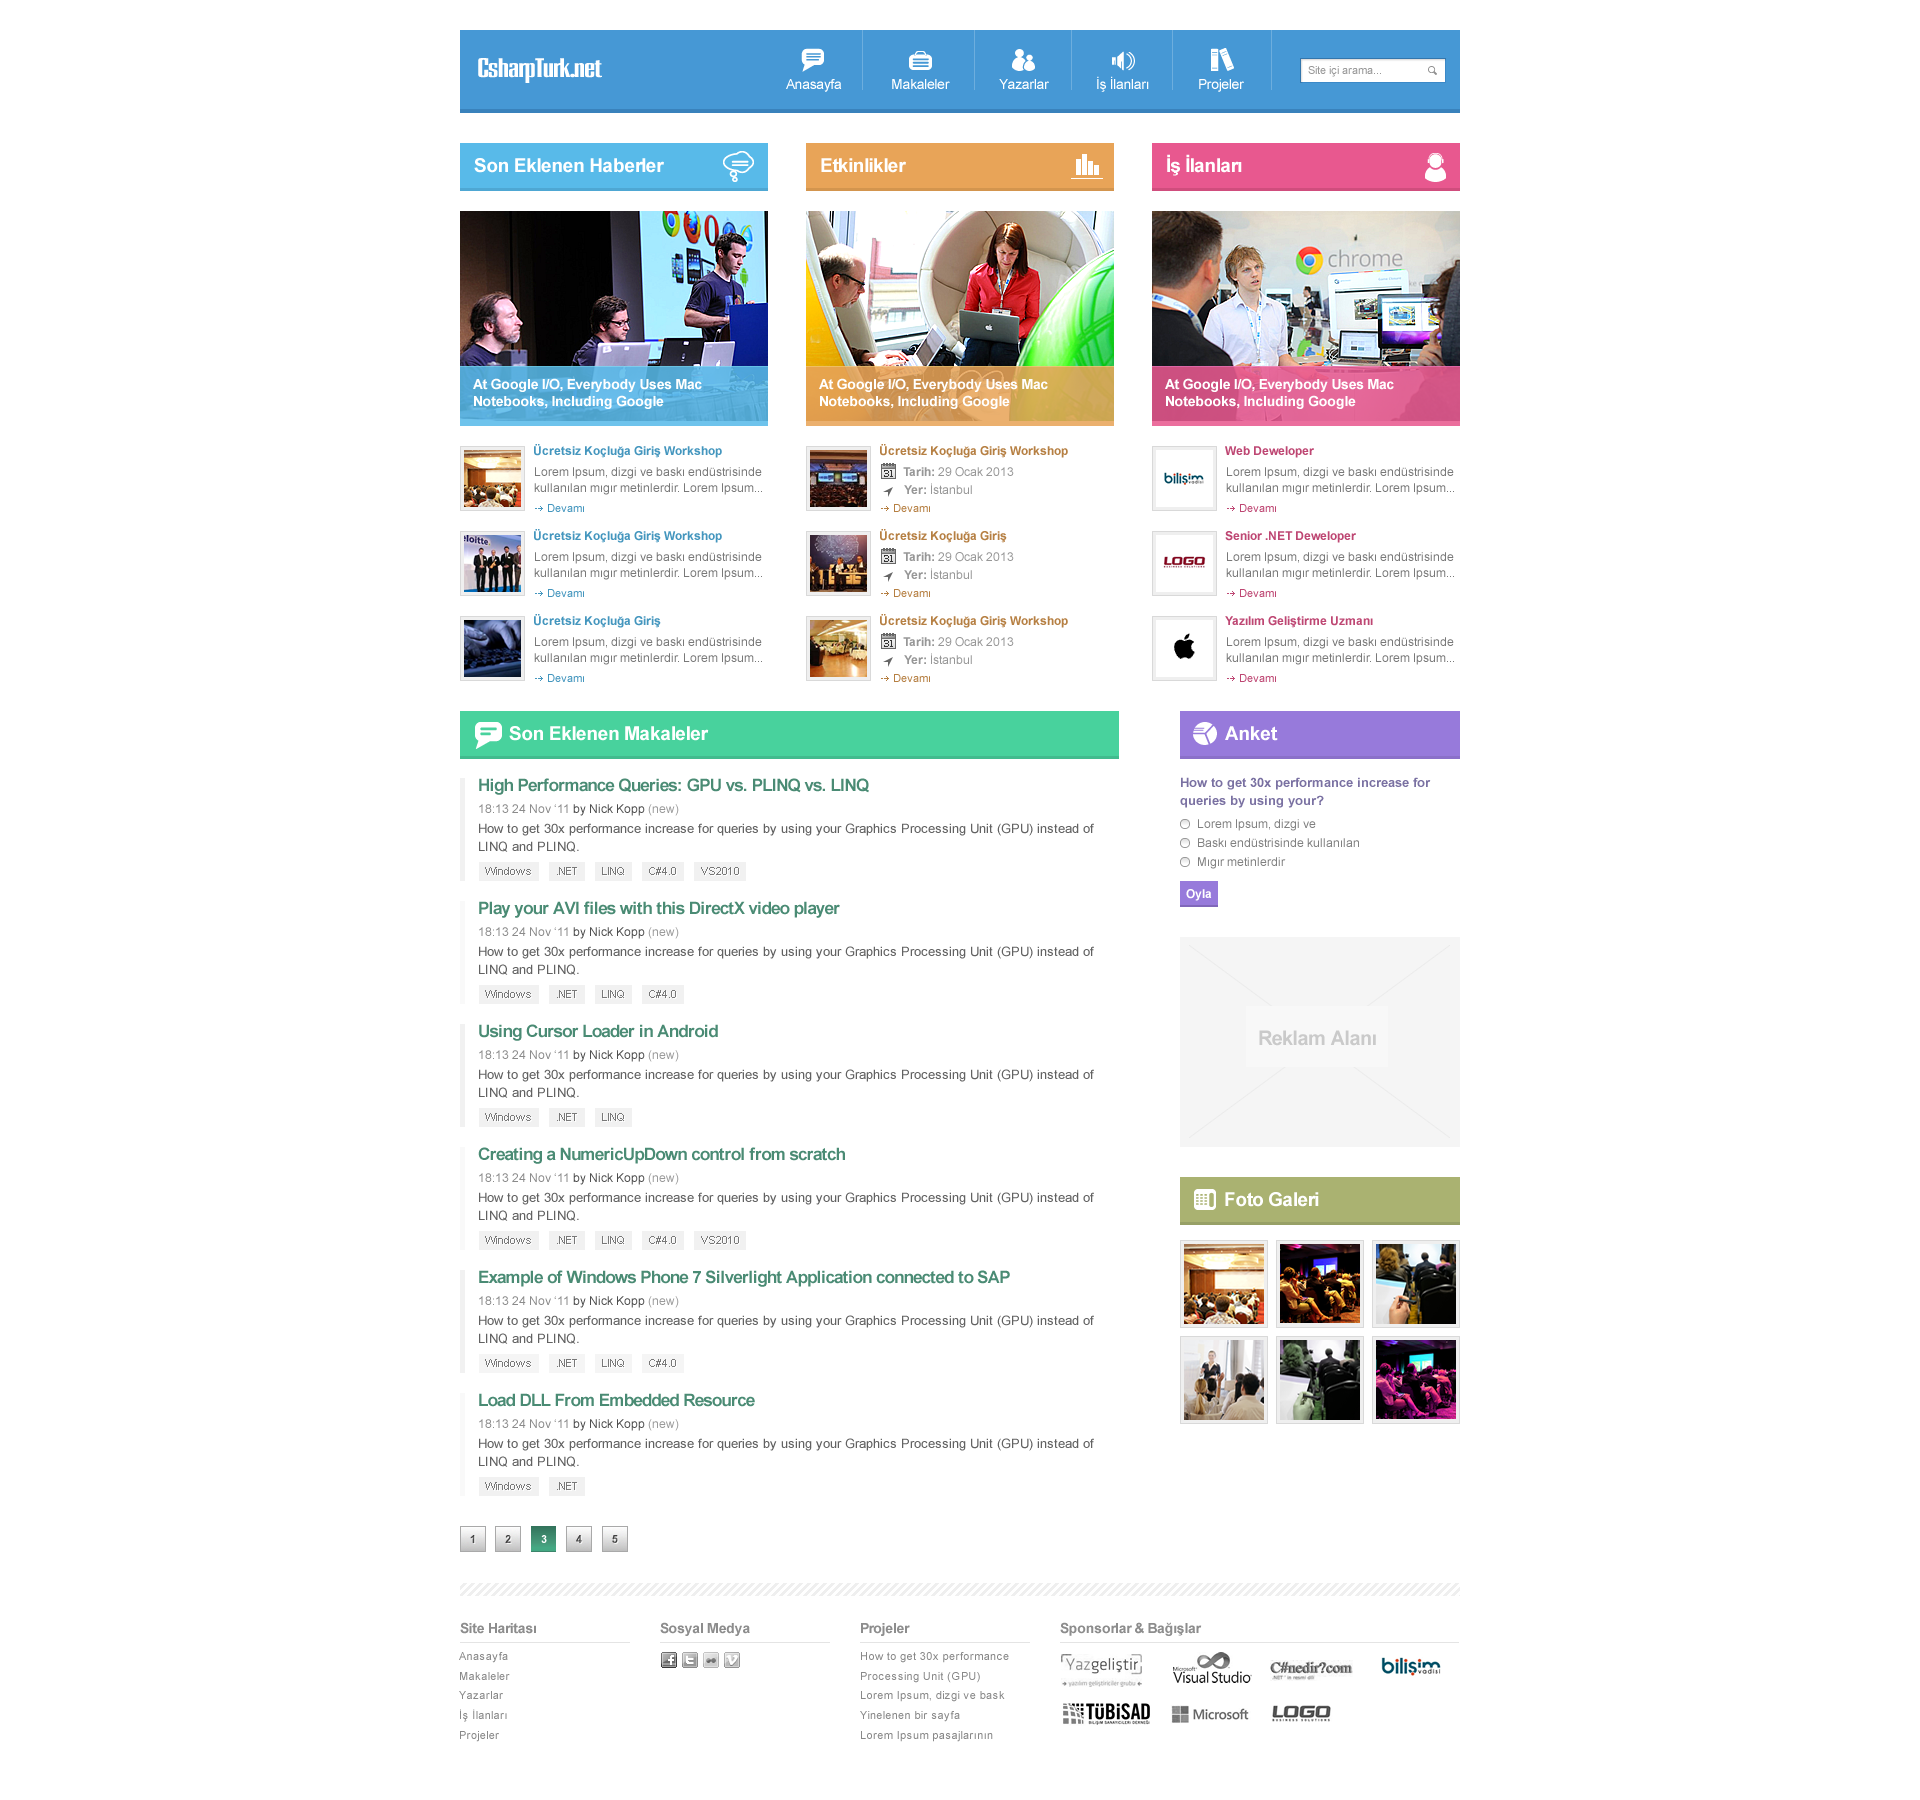 CsharpTurk.net
Anasayfa
Makaleler
Yazarlar
İş İlanları
Projeler
Site içi arama...
Son Eklenen Haberler
Etkinlikler
İş İlanları
chrome
At Google I/O, Everybody Uses Mac
Notebooks, Including Google
At Google I/O, Everybody Uses Mac
Notebooks, Including Google
At Google I/O, Everybody Uses Mac
Notebooks, Including Google
Ücretsiz Koçluğa Giriş Workshop
Lorem Ipsum, dizgi ve baskı endüstrisinde
kullanılan mıgır metinlerdir. Lorem Ipsum...
Devamı
eloitte
Ücretsiz Koçluğa Giriş Workshop
Lorem Ipsum, dizgi ve baskı endüstrisinde
kullanılan mıgır metinlerdir. Lorem Ipsum...
Devamı
Ücretsiz Koçluğa Giriş
Lorem Ipsum, dizgi ve baskı endüstrisinde
kullanılan mıgır metinlerdir. Lorem Ipsum...
Devamı
Ücretsiz Koçluğa Giriş Workshop
31 Tarih: 29 Ocak 2013
Yer: İstanbul
Devamı
Ücretsiz Koçluğa Giriş
31 Tarih: 29 Ocak 2013
Yer: İstanbul
Devamı
Ücretsiz Koçluğa Giriş Workshop
31 Tarih: 29 Ocak 2013
Yer: İstanbul
Devamı
bilişim
vadisi
Web Deweloper
Lorem Ipsum, dizgi ve baskı endüstrisinde
kullanılan mıgır metinlerdir. Lorem Ipsum...
Devamı
LOGO
BUSINESS SOLUTIONS
Senior .NET Deweloper
Lorem Ipsum, dizgi ve baskı endüstrisinde
kullanılan mıgır metinlerdir. Lorem Ipsum...
Devamı
Yazılım Geliştirme Uzmanı
Lorem Ipsum, dizgi ve baskı endüstrisinde
kullanılan mıgır metinlerdir. Lorem Ipsum...
Devamı
Son Eklenen Makaleler
High Performance Queries: GPU vs. PLINQ vs. LINQ
18:13 24 Nov ‘11 by Nick Kopp (new)
How to get 30x performance increase for queries by using your Graphics Processing Unit (GPU) instead of
LINQ and PLINQ.
Windows .NET LINQ C#4.0 VS2010
Play your AVI files with this DirectX video player
18:13 24 Nov ‘11 by Nick Kopp (new)
How to get 30x performance increase for queries by using your Graphics Processing Unit (GPU) instead of
LINQ and PLINQ.
Windows .NET LINQ C#4.0
Using Cursor Loader in Android
18:13 24 Nov ‘11 by Nick Kopp (new)
How to get 30x performance increase for queries by using your Graphics Processing Unit (GPU) instead of
LINQ and PLINQ.
Windows .NET LINQ
Creating a NumericUpDown control from scratch
18:13 24 Nov ‘11 by Nick Kopp (new)
How to get 30x performance increase for queries by using your Graphics Processing Unit (GPU) instead of
LINQ and PLINQ.
Windows .NET LINQ C#4.0 VS2010
Example of Windows Phone 7 Silverlight Application connected to SAP
18:13 24 Nov ‘11 by Nick Kopp (new)
How to get 30x performance increase for queries by using your Graphics Processing Unit (GPU) instead of
LINQ and PLINQ.
Windows .NET LINQ C#4.0
Load DLL From Embedded Resource
18:13 24 Nov ‘11 by Nick Kopp (new)
How to get 30x performance increase for queries by using your Graphics Processing Unit (GPU) instead of
LINQ and PLINQ.
Windows .NET
1 2 3 4 5
Anket
How to get 30x performance increase for
queries by using your?
Lorem Ipsum, dizgi ve
Baskı endüstrisinde kullanılan
Mıgır metinlerdir
Oyla
Reklam Alanı
Foto Galeri
Site Haritası
Anasayfa
Makaleler
Yazarlar
İş İlanları
Projeler
Sosyal Medya
Projeler
How to get 30x performance
Processing Unit (GPU)
Lorem Ipsum, dizgi ve bask
Yinelenen bir sayfa
Lorem Ipsum pasajlarının
Sponsorlar & Bağışlar
Yazgeliştir
yazılım geliştiriciler grubu
Microsoft
Visual Studio
C#nedir?com
bilişim
vadisi
TÜBİSAD
BİLİŞİM SANAYİCİLERİ DERNEĞİ
Microsoft
LOGO
BUSINESS SOLUTIONS